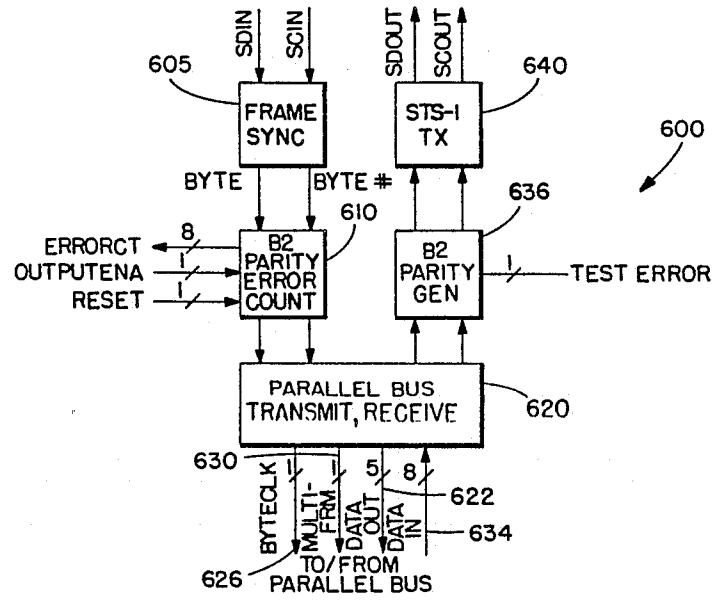 SDIN
SCIN
SDOUT
SCOUT
605
640
FRAME
SYNC
STS-1
TX
600
BYTE
BYTE #
610
636
ERRORCT
8
OUTPUTENA
1
RESET
1
B2
PARITY
ERROR
COUNT
B2
PARITY
GEN
1
TEST ERROR
PARALLEL BUS
TRANSMIT, RECEIVE
620
630
1
1
5
8
BYTECLK
MULTI-
FRM
DATA
OUT
DATA
IN
622
634
626
TO/FROM
PARALLEL BUS